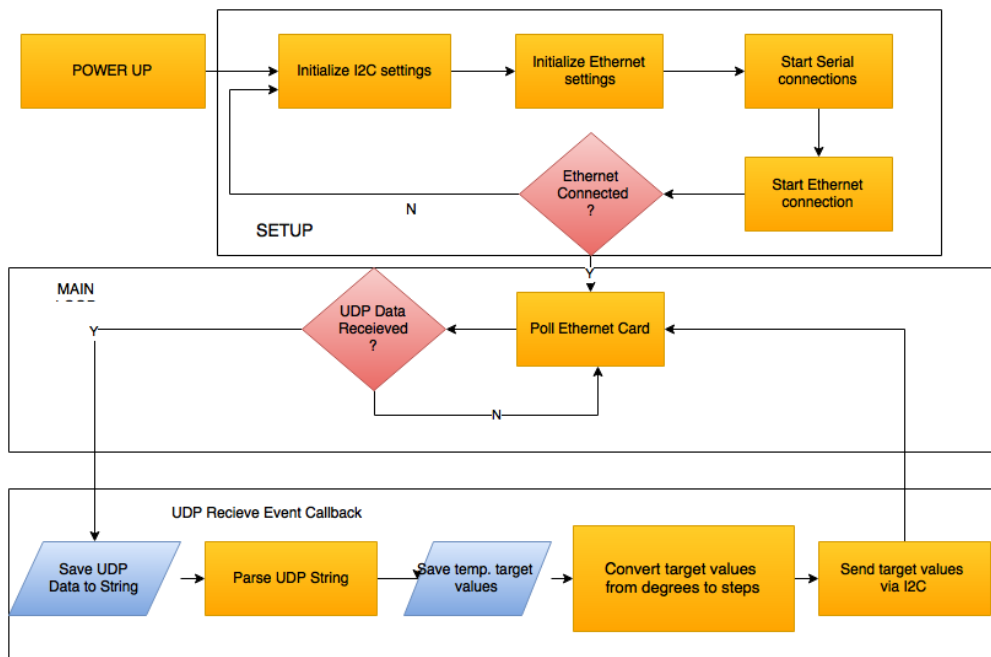 POWER UP
Initialize I2C settings
Initialize Ethernet
settings
Start Serial
connections
Ethernet
Connected
?
Start Ethernet
connection
N
SETUP
Y
MAIN
UDP Data
Receieved
?
Poll Ethernet Card
Y
N
UDP Recieve Event Callback
Save UDP
Data to String
Parse UDP String
Save temp. target
values
Convert target values
from degrees to steps
Send target values
via I2C